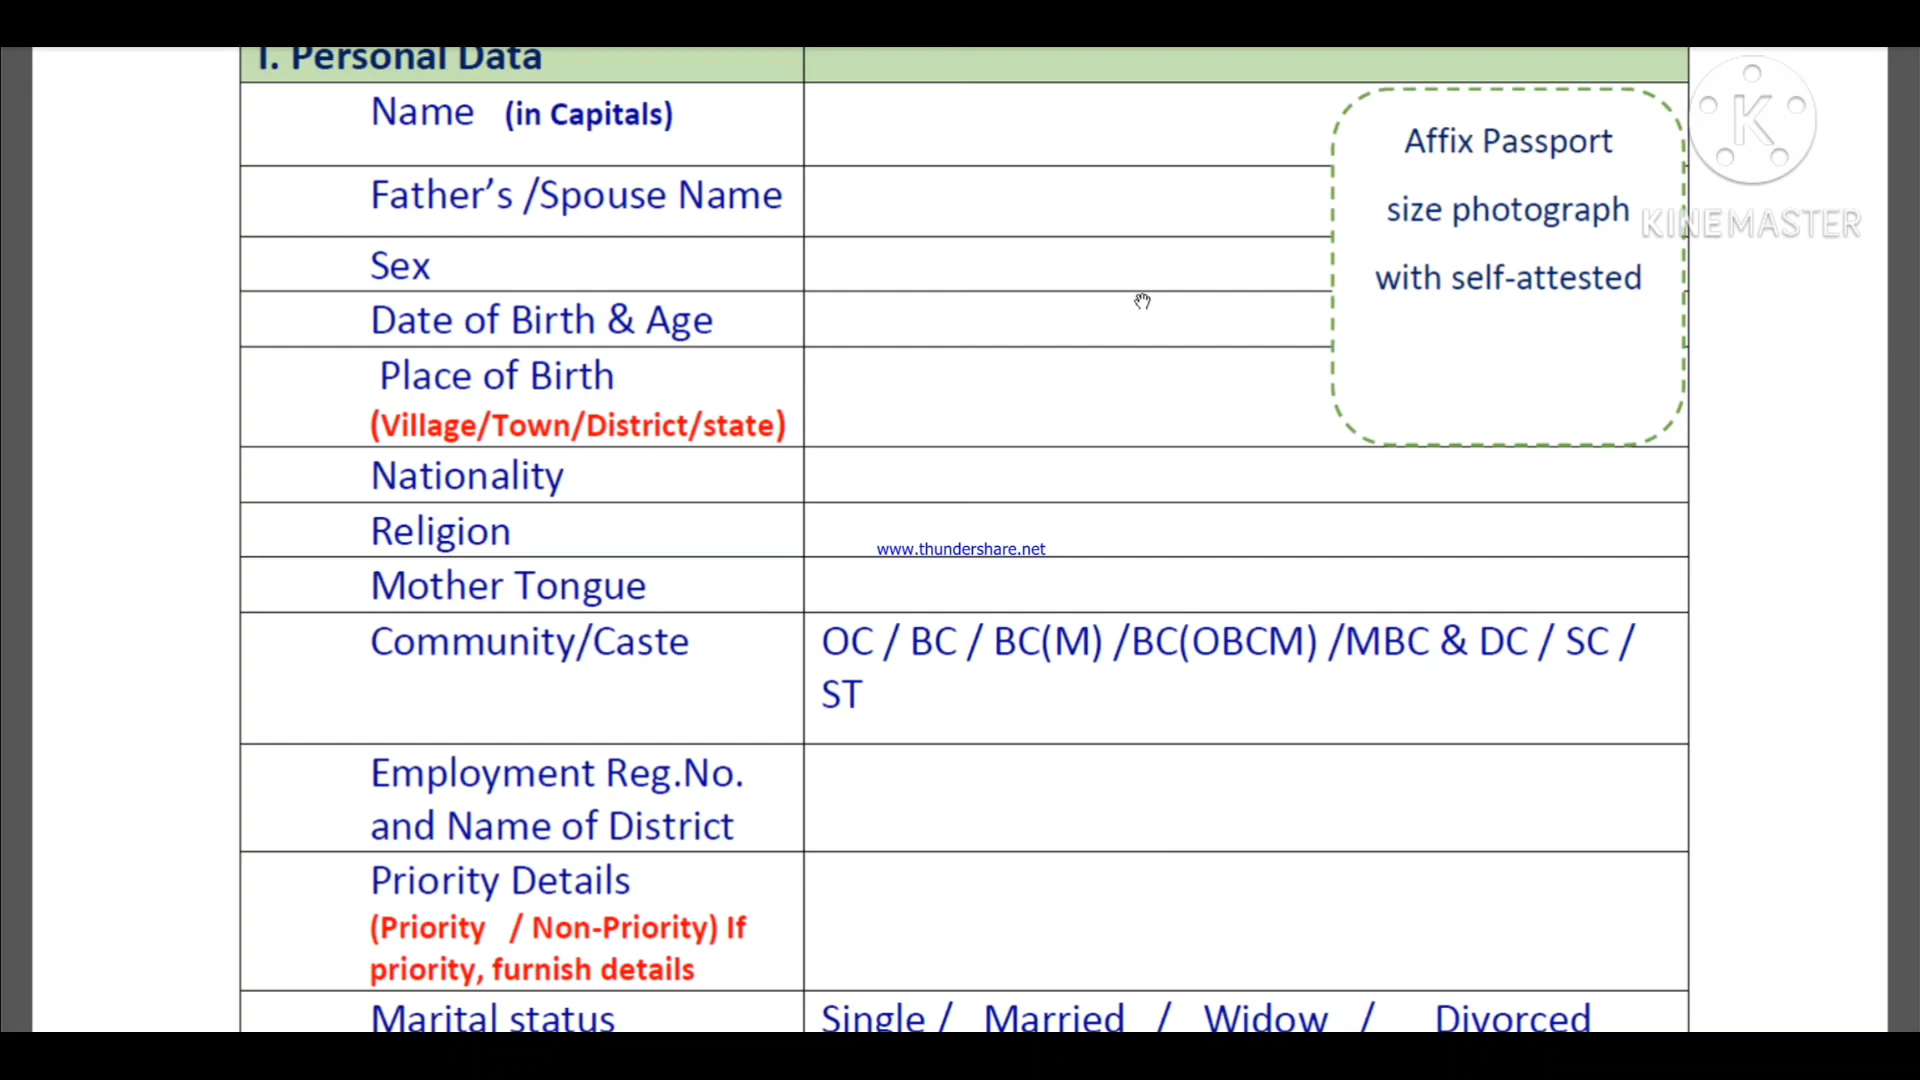 I. Personal Data
Name (in Capitals)
Affix Passport
size photograph
with self-attested
K
KINEMASTER
Father’s /Spouse Name
Sex
Date of Birth & Age
Place of Birth
(Village/Town/District/state)
Nationality
Religion
www.thundershare.net
Mother Tongue
Community/Caste
OC / BC / BC(M) /BC(OBCM) /MBC & DC / SC /
ST
Employment Reg.No.
and Name of District
Priority Details
(Priority / Non-Priority) If
priority, furnish details
Marital status
Single / Married / Widow / Divorced